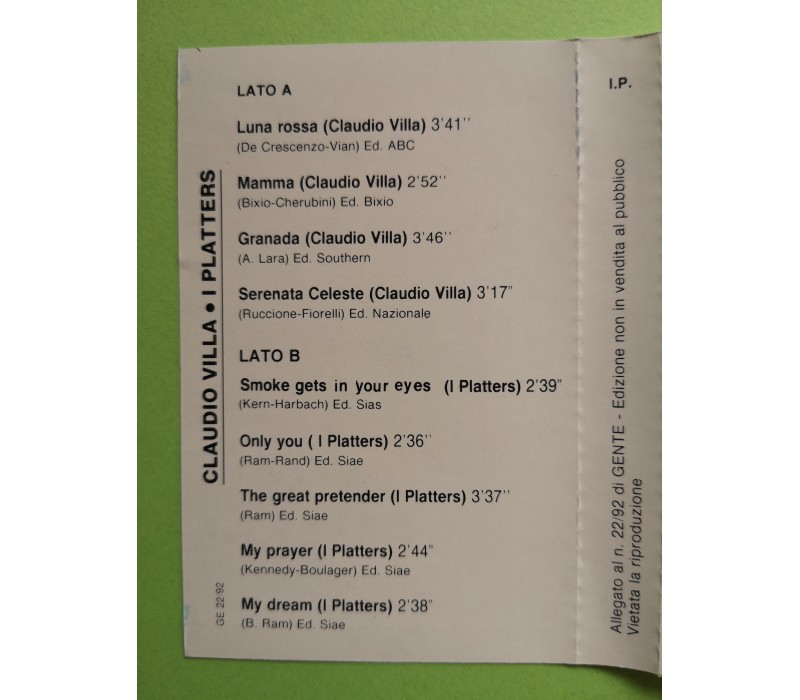 LATO A
Luna rossa (Claudio Villa) 3'41''
(De Crescenzo-Vian) Ed. ABC
Mamma (Claudio Villa) 2'52''
(Bixio-Cherubini) Ed. Bixio
Granada (Claudio Villa) 3'46''
(A. Lara) Ed. Southern
Serenata Celeste (Claudio Villa) 3'17"
(Ruccione-Fiorelli) Ed. Nazionale
LATO B
Smoke gets in your eyes (I Platters) 2'39"
(Kern-Harbach) Ed. Sias
Only you ( I Platters) 2'36''
(Ram-Rand) Ed. Siae
The great pretender (I Platters) 3'37''
(Ram) Ed. Siae
My prayer (I Platters) 2'44"
(Kennedy-Boulager) Ed. Siae
My dream (I Platters) 2'38"
(B. Ram) Ed. Siae
CLAUDIO VILLA • I PLATTERS
GE 22/92
I.P.
Allegato al n. 22/92 di GENTE - Edizione non in vendita al pubblico
Vietata la riproduzione